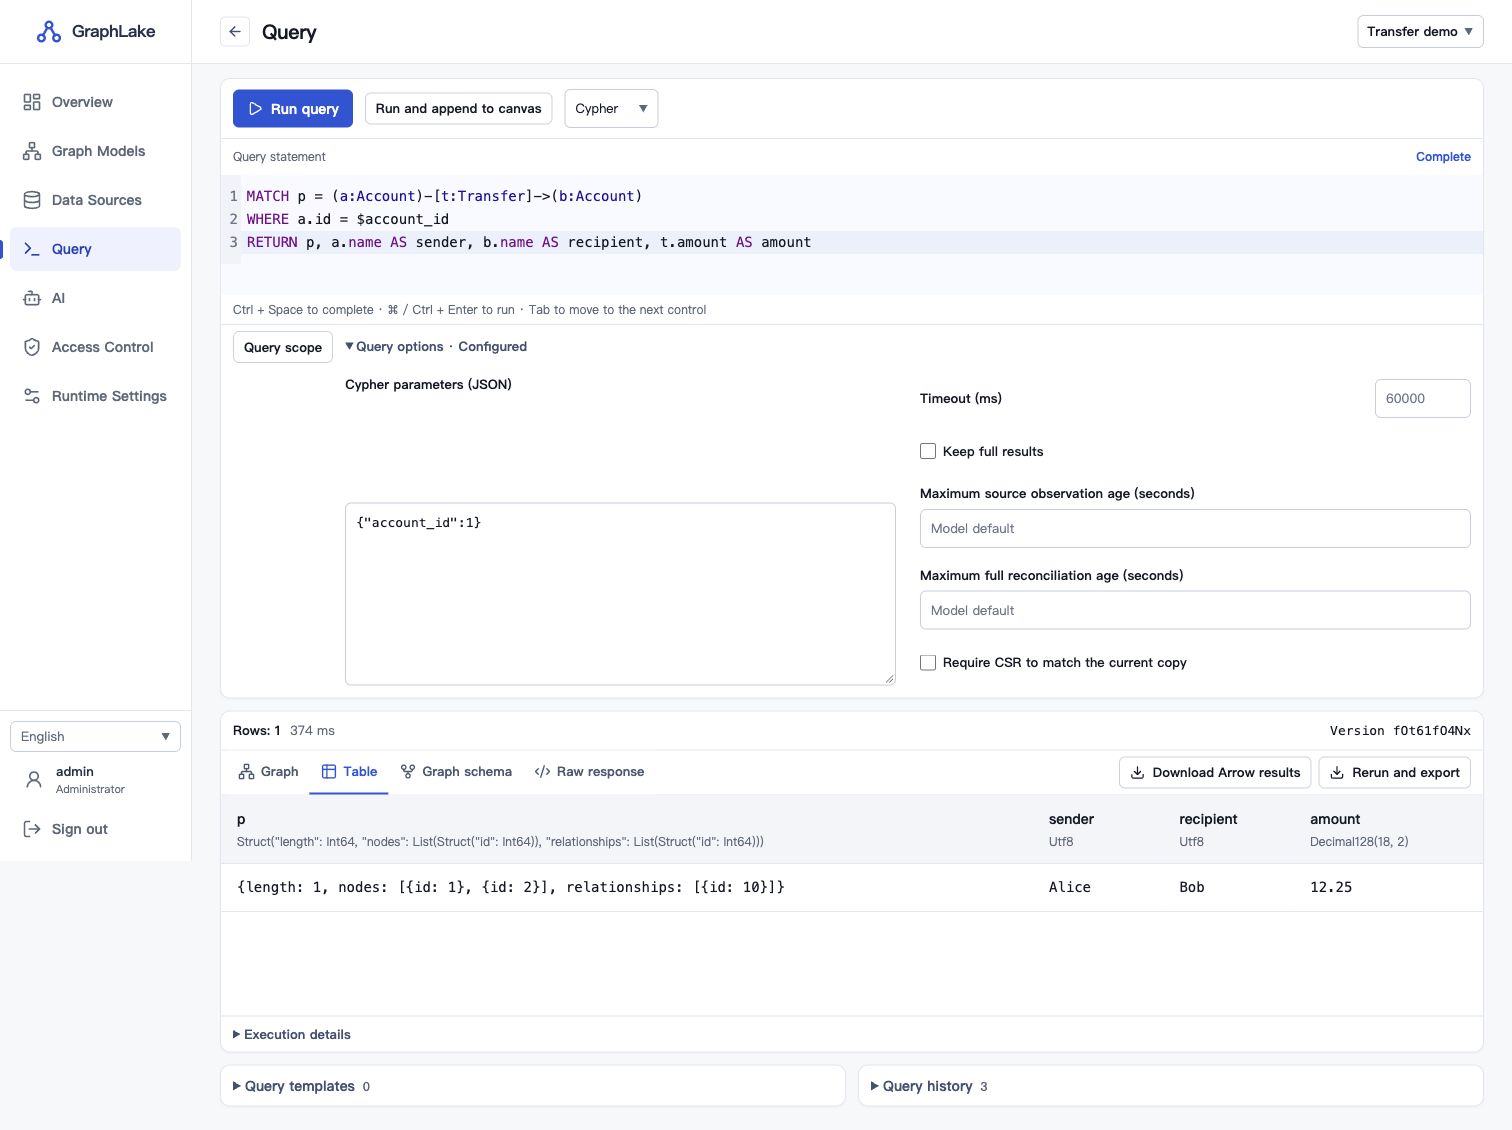 GraphLake
Query
Transfer demo
Overview
Graph Models
Data Sources
Query
AI
Access Control
Runtime Settings
English
admin
Administrator
Sign out
Run query
Run and append to canvas
Cypher
Query statement
Complete
1 MATCH p = (a:Account)-[t:Transfer]->(b:Account)
2 WHERE a.id = $account_id
3 RETURN p, a.name AS sender, b.name AS recipient, t.amount AS amount
Ctrl + Space to complete · ⌘ / Ctrl + Enter to run · Tab to move to the next control
Query scope
Query options · Configured
Cypher parameters (JSON)
{"account_id":1}
Timeout (ms)
60000
Keep full results
Maximum source observation age (seconds)
Model default
Maximum full reconciliation age (seconds)
Model default
Require CSR to match the current copy
Rows: 1 374 ms
Version fOt61fO4Nx
Graph
Table
Graph schema
Raw response
Download Arrow results
Rerun and export
p sender recipient amount
Struct("length": Int64, "nodes": List(Struct("id": Int64)), "relationships": List(Struct("id": Int64))) Utf8 Utf8 Decimal128(18, 2)
{length: 1, nodes: [{id: 1}, {id: 2}], relationships: [{id: 10}]} Alice Bob 12.25
Execution details
Query templates 0
Query history 3